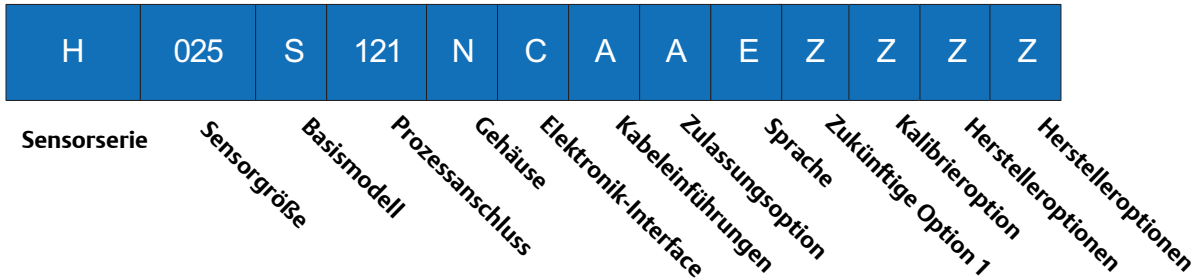 H 025 S 121 N C A A E Z Z Z Z
Sensorserie
Sensorgröße
Basismodell
Prozessanschluss
Gehäuse
Elektronik-Interface
Kabeleinführungen
Zulassungsoption
Sprache
Zukünftige Option 1
Kalibrieroption
Herstelleroptionen
Herstelleroptionen